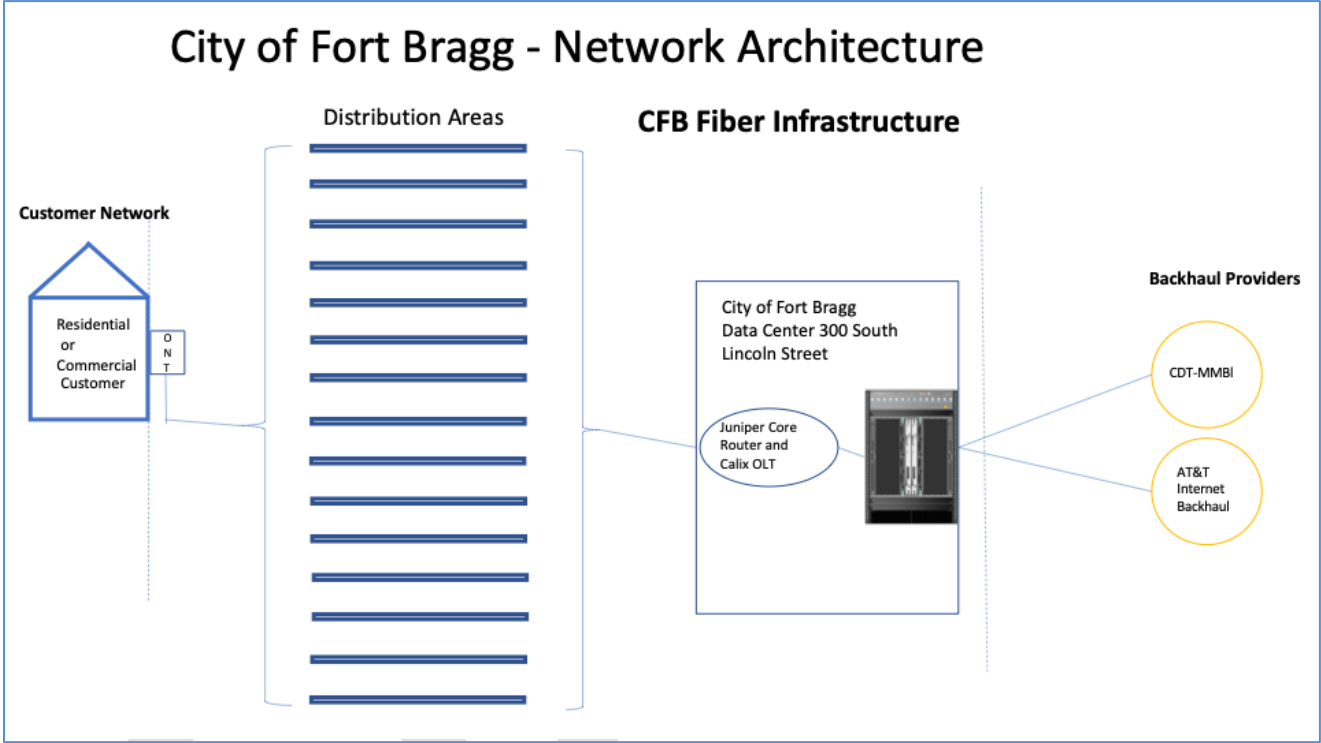 City of Fort Bragg - Network Architecture
Distribution Areas
CFB Fiber Infrastructure
Customer Network
Residential
or
Commercial
Customer
O
N
T
City of Fort Bragg
Data Center 300 South
Lincoln Street
Juniper Core
Router and
Calix OLT
Backhaul Providers
CDT-MMBI
AT&T
Internet
Backhaul